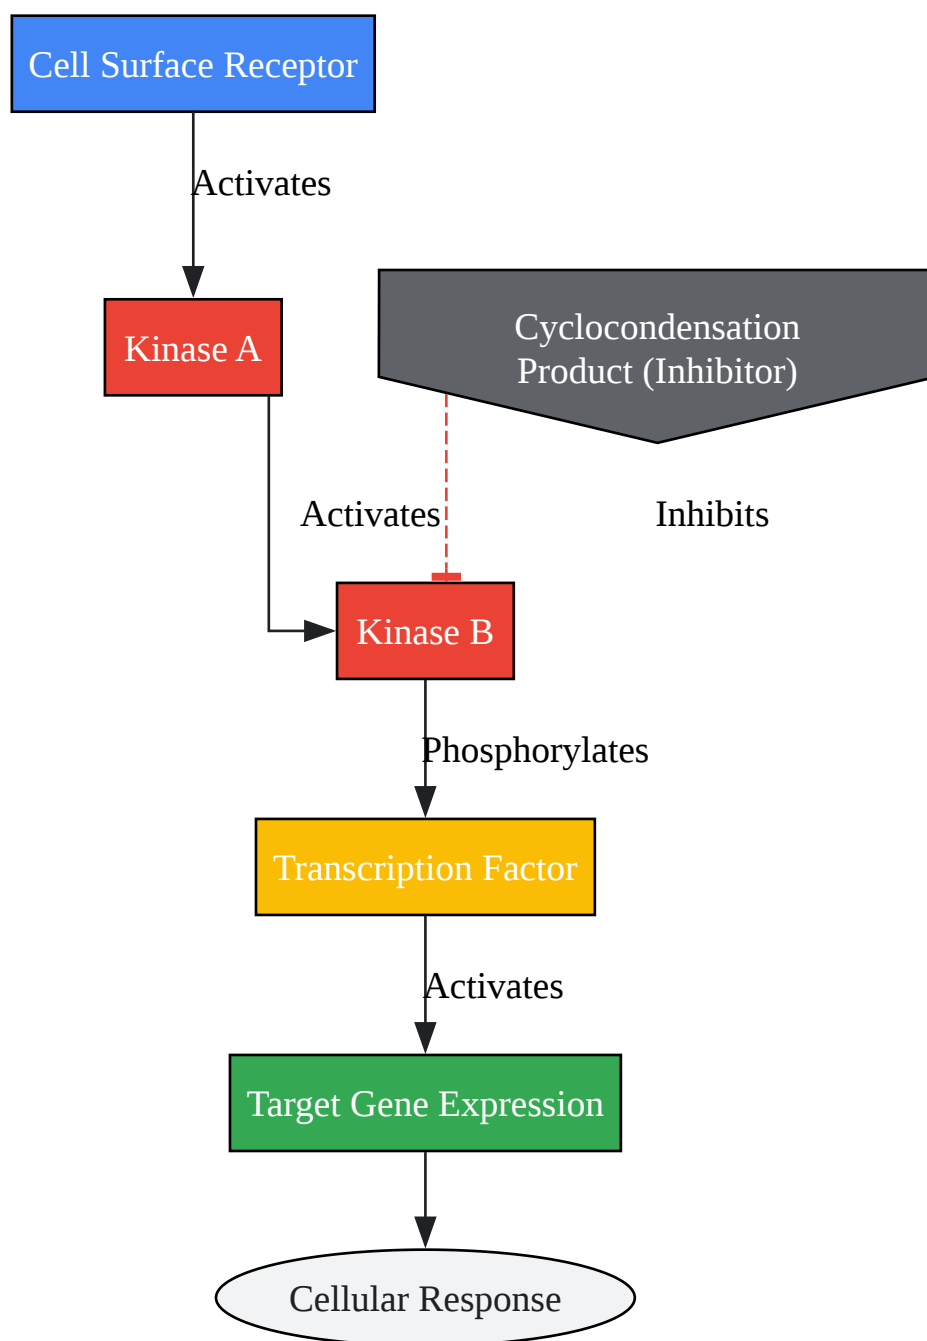 Cell Surface Receptor
Activates
Kinase A
Cyclocondensation
Product (Inhibitor)
Activates
Inhibits
Kinase B
Phosphorylates
Transcription Factor
Activates
Target Gene Expression
Cellular Response